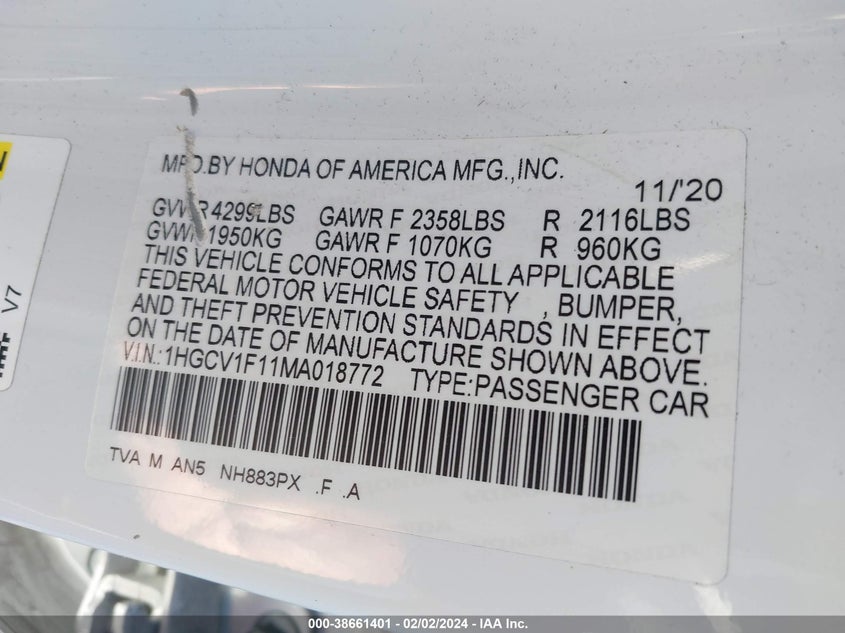 MFD.BY HONDA OF AMERICA MFG.,INC.
11/'20
GVWR 4299LBS GAWR F 2358LBS R 2116LBS
GVWR 1950KG GAWR F 1070KG R 960KG
THIS VEHICLE CONFORMS TO ALL APPLICABLE
FEDERAL MOTOR VEHICLE SAFETY , BUMPER,
AND THEFT PREVENTION STANDARDS IN EFFECT
ON THE DATE OF MANUFACTURE SHOWN ABOVE.
V.I.N.:1HGCV1F11MA018772 TYPE:PASSENGER CAR
TVA M AN5 NH883PX .F .A
V7
000-38661401 - 02/02/2024 - IAA Inc.